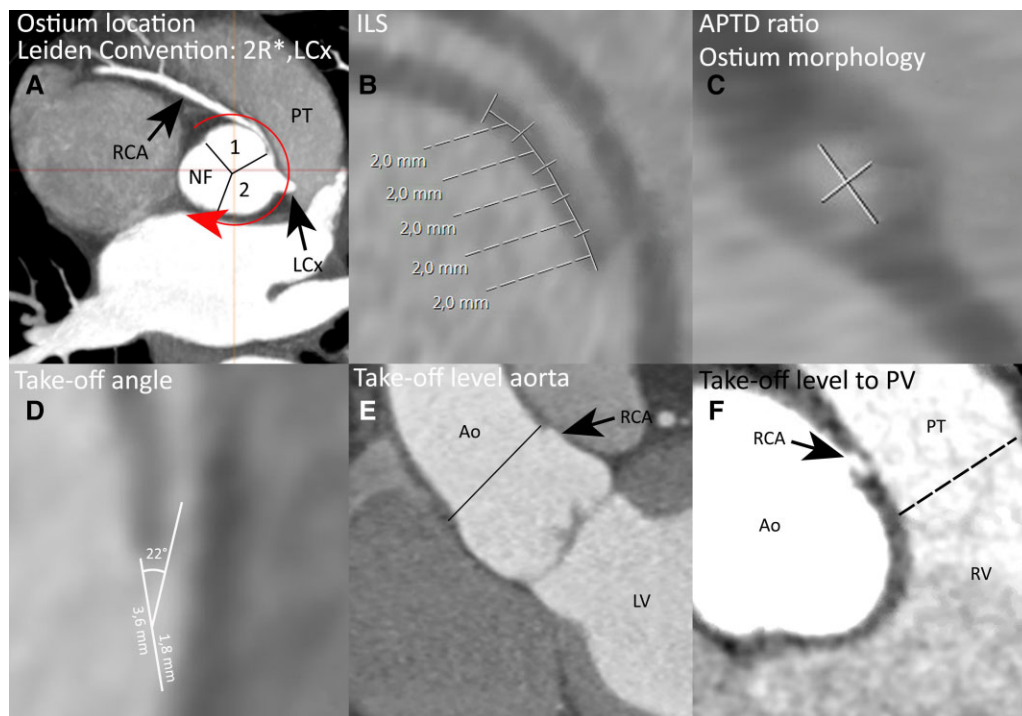 Ostium location
Leiden Convention: 2R*,LCx
A
RCA
PT
1
NF
2
LCx
ILS
B
2,0 mm
2,0 mm
2,0 mm
2,0 mm
2,0 mm
APTD ratio
Ostium morphology
C
Take-off angle
D
22°
3,6 mm
1,8 mm
Take-off level aorta
E
RCA
Ao
LV
Take-off level to PV
F
RCA
PT
Ao
RV